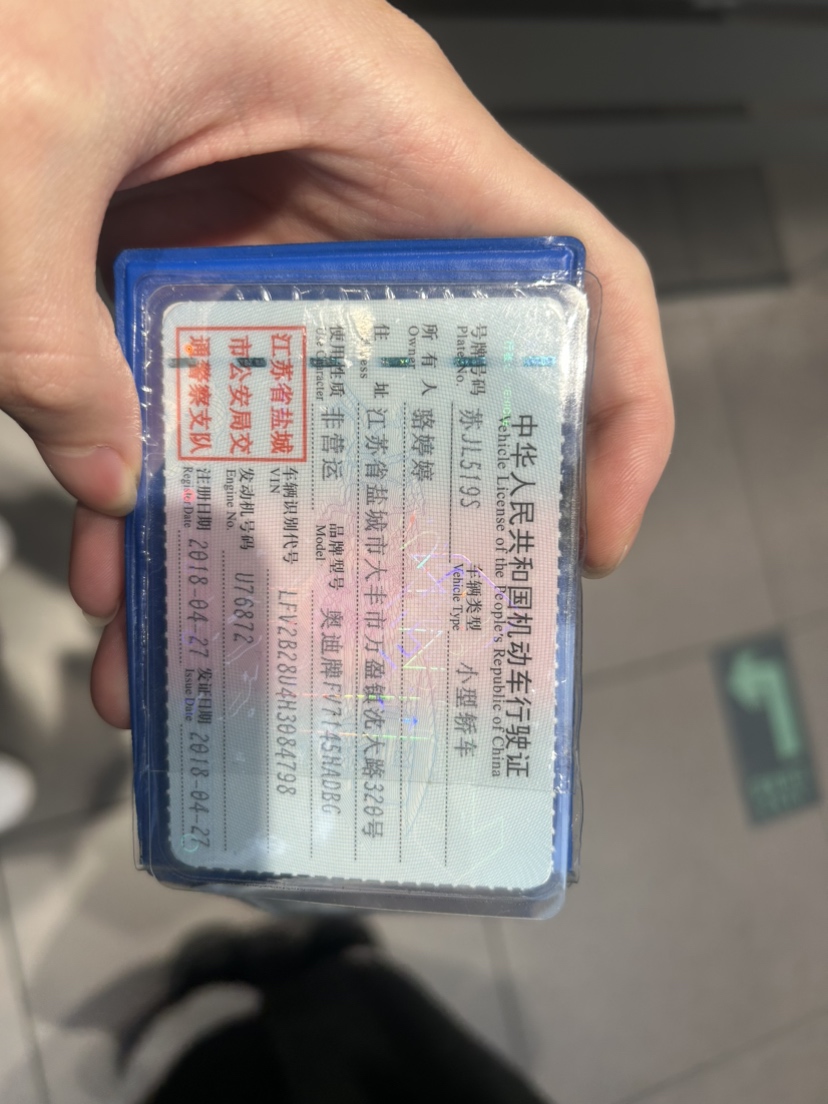 中华人民共和国机动车行驶证
Vehicle License of the People's Republic of China
号牌号码 苏JL519S 车辆类型 小型轿车
Plate No. Vehicle Type
所有人 骆婷婷
Owner
住址 江苏省盐城市大丰市万盈镇沈大路320号
使用性质 非营运 品牌型号 奥迪牌FV7145HADBG
Character Model
江苏省盐城
市公安局交
通警察支队
车辆识别代号 LFV2B28U4H3084798
VIN
发动机号码 U76872
Engine No.
注册日期 2018-04-27 发证日期 2018-04-27
Register Date Issue Date